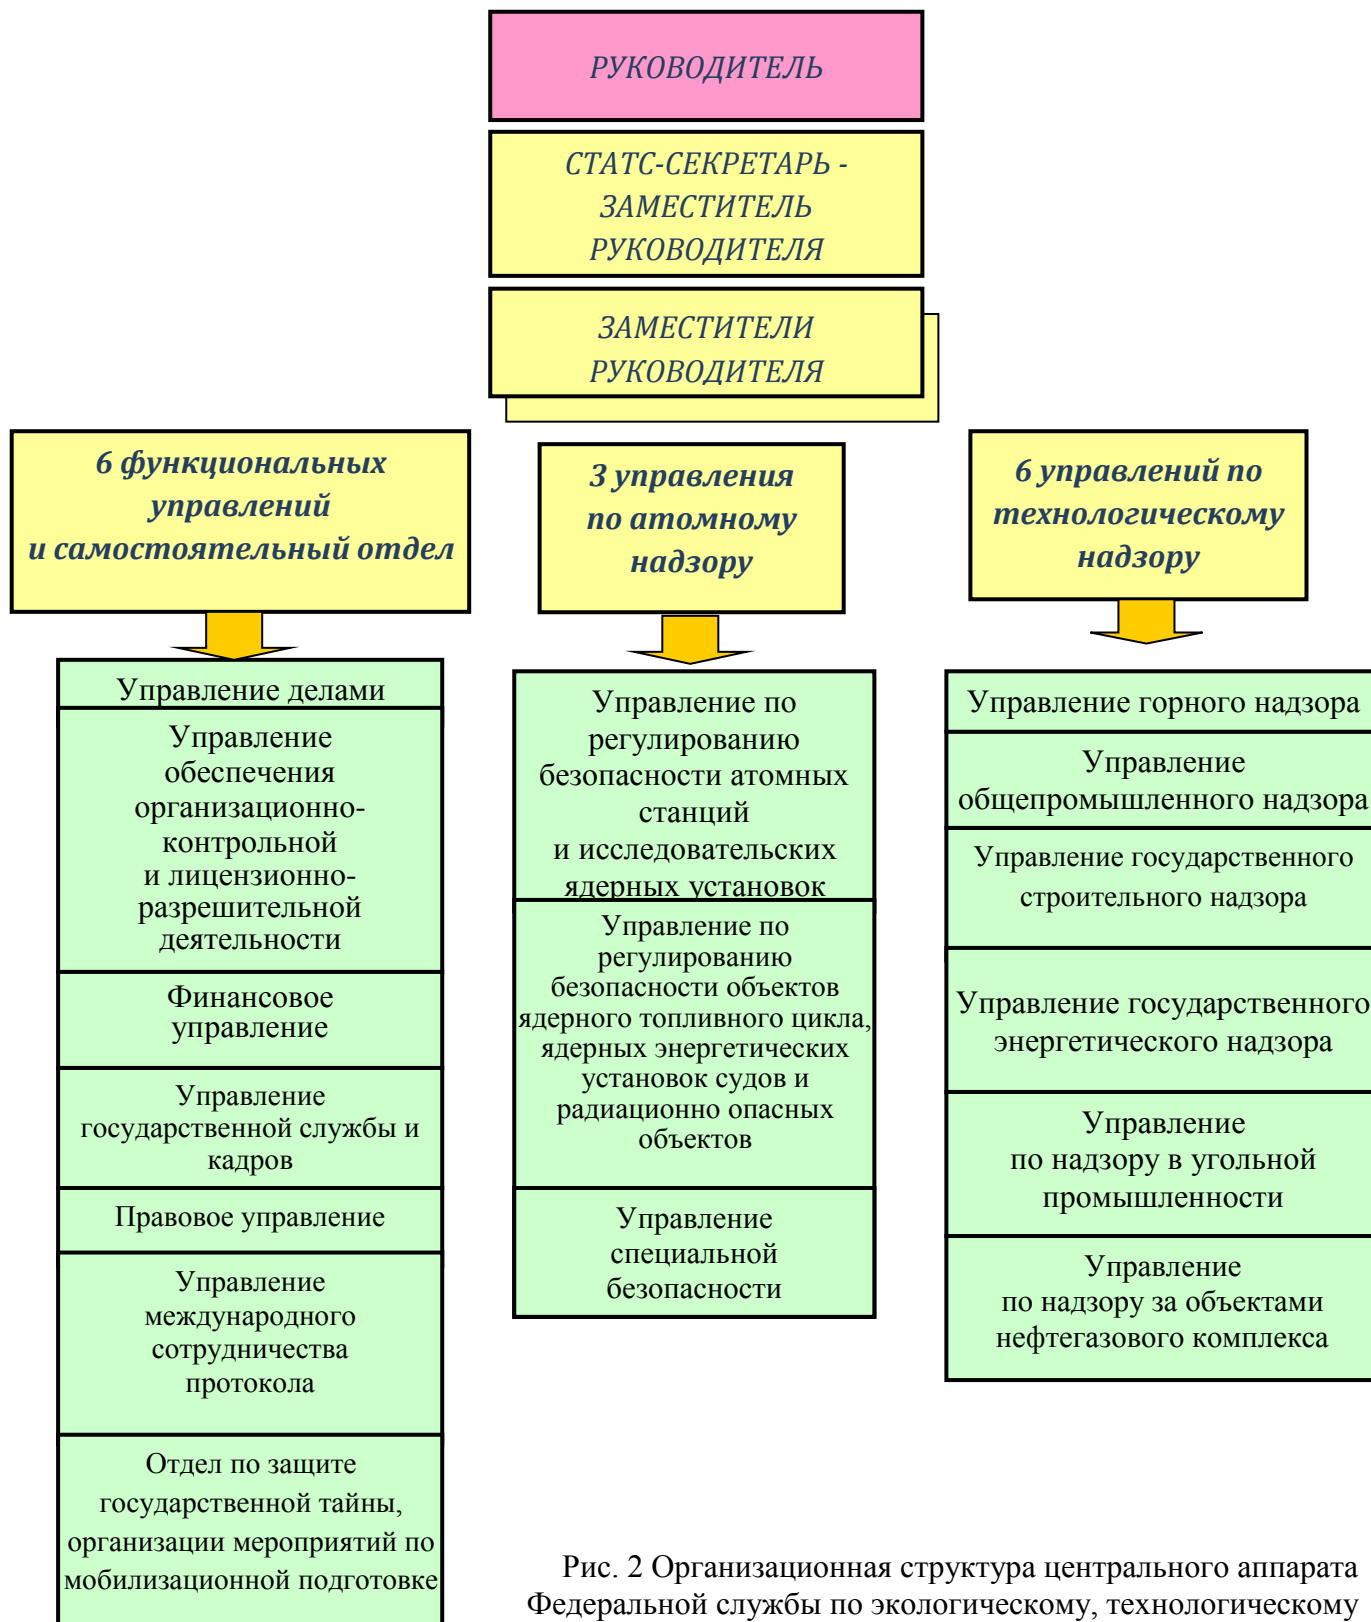 РУКОВОДИТЕЛЬ
СТАТС-СЕКРЕТАРЬ -
ЗАМЕСТИТЕЛЬ
РУКОВОДИТЕЛЯ
ЗАМЕСТИТЕЛИ
РУКОВОДИТЕЛЯ
6 функциональных
управлений
и самостоятельный отдел
Управление делами
Управление
обеспечения
организационно-
контрольной
и лицензионно-
разрешительной
деятельности
Финансовое
управление
Управление
государственной службы и
кадров
Правовое управление
Управление
международного
сотрудничества
протокола
Отдел по защите
государственной тайны,
организации мероприятий по
мобилизационной подготовке
3 управления
по атомному
надзору
Управление по
регулированию
безопасности атомных
станций
и исследовательских
ядерных установок
Управление по
регулированию
безопасности объектов
ядерного топливного цикла,
ядерных энергетических
установок судов и
радиационно опасных
объектов
Управление
специальной
безопасности
6 управлений по
технологическому
надзору
Управление горного надзора
Управление
общепромышленного надзора
Управление государственного
строительного надзора
Управление государственного
энергетического надзора
Управление
по надзору в угольной
промышленности
Управление
по надзору за объектами
нефтегазового комплекса
Рис. 2 Организационная структура центрального аппарата
Федеральной службы по экологическому, технологическому